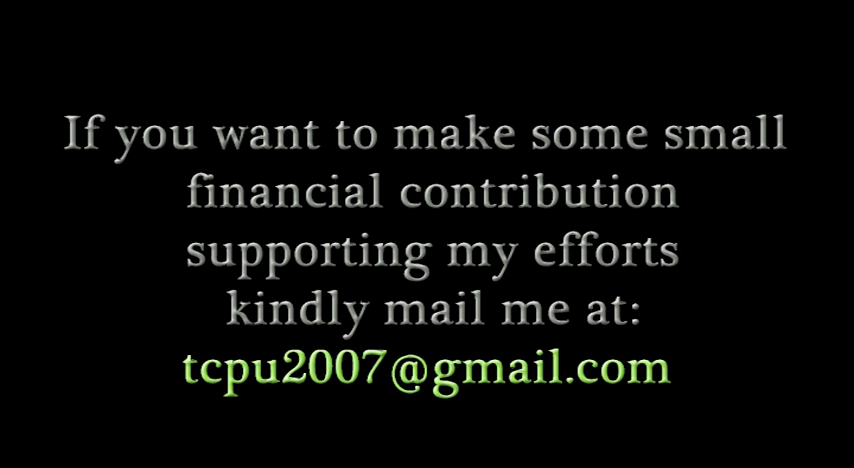 If you want to make some small
financial contribution
supporting my efforts
kindly mail me at:
tcpu2007@gmail.com